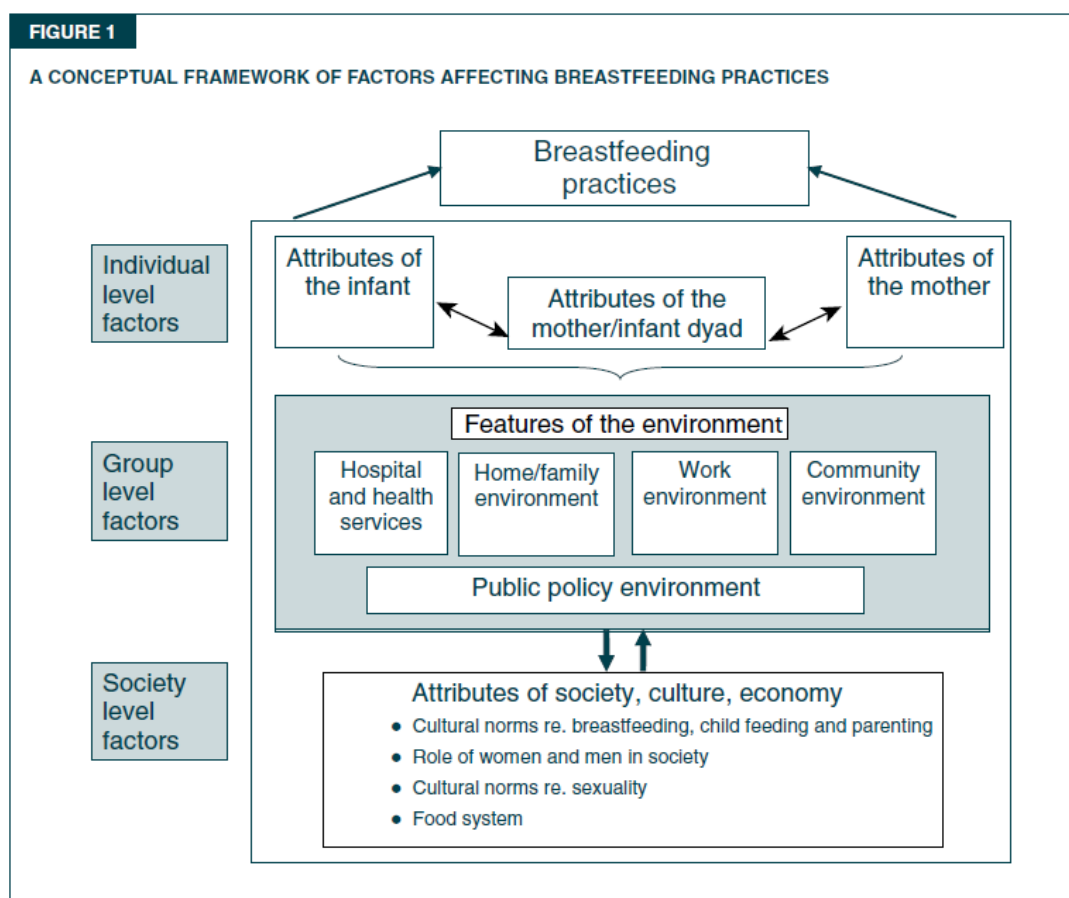 FIGURE 1
A CONCEPTUAL FRAMEWORK OF FACTORS AFFECTING BREASTFEEDING PRACTICES
Breastfeeding
practices
Individual
level
factors
Attributes of
the infant
Attributes of the
mother/infant dyad
Attributes of
the mother
Group
level
factors
Features of the environment
Hospital
and health
services
Home/family
environment
Work
environment
Community
environment
Public policy environment
Society
level
factors
Attributes of society, culture, economy
● Cultural norms re. breastfeeding, child feeding and parenting
● Role of women and men in society
● Cultural norms re. sexuality
● Food system